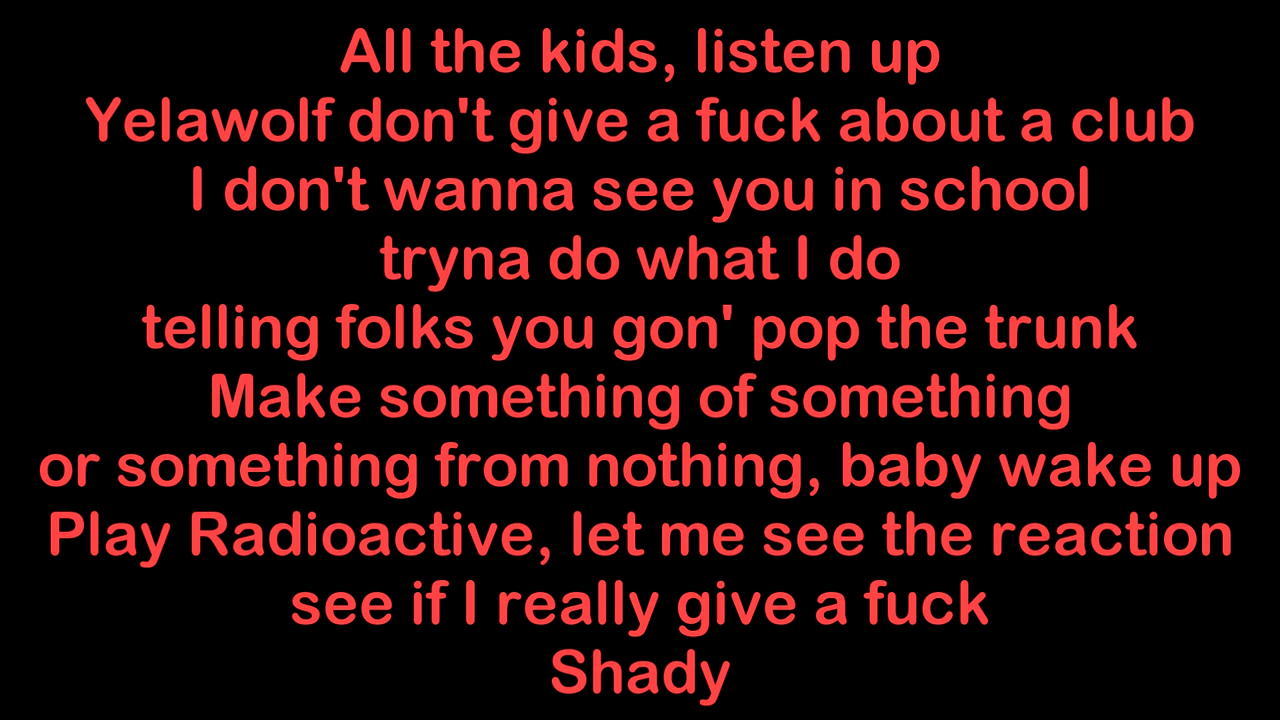 All the kids, listen up
Yelawolf don't give a fuck about a club
I don't wanna see you in school
tryna do what I do
telling folks you gon' pop the trunk
Make something of something
or something from nothing, baby wake up
Play Radioactive, let me see the reaction
see if I really give a fuck
Shady